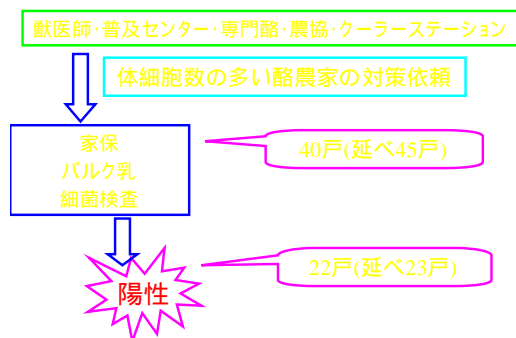 獣医師・普及センター・専門酪・農協・クーラーステーション
体細胞数の多い酪農家の対策依頼
家保
バルク乳
細菌検査
40戸(延べ45戸)
陽性
22戸(延べ23戸)